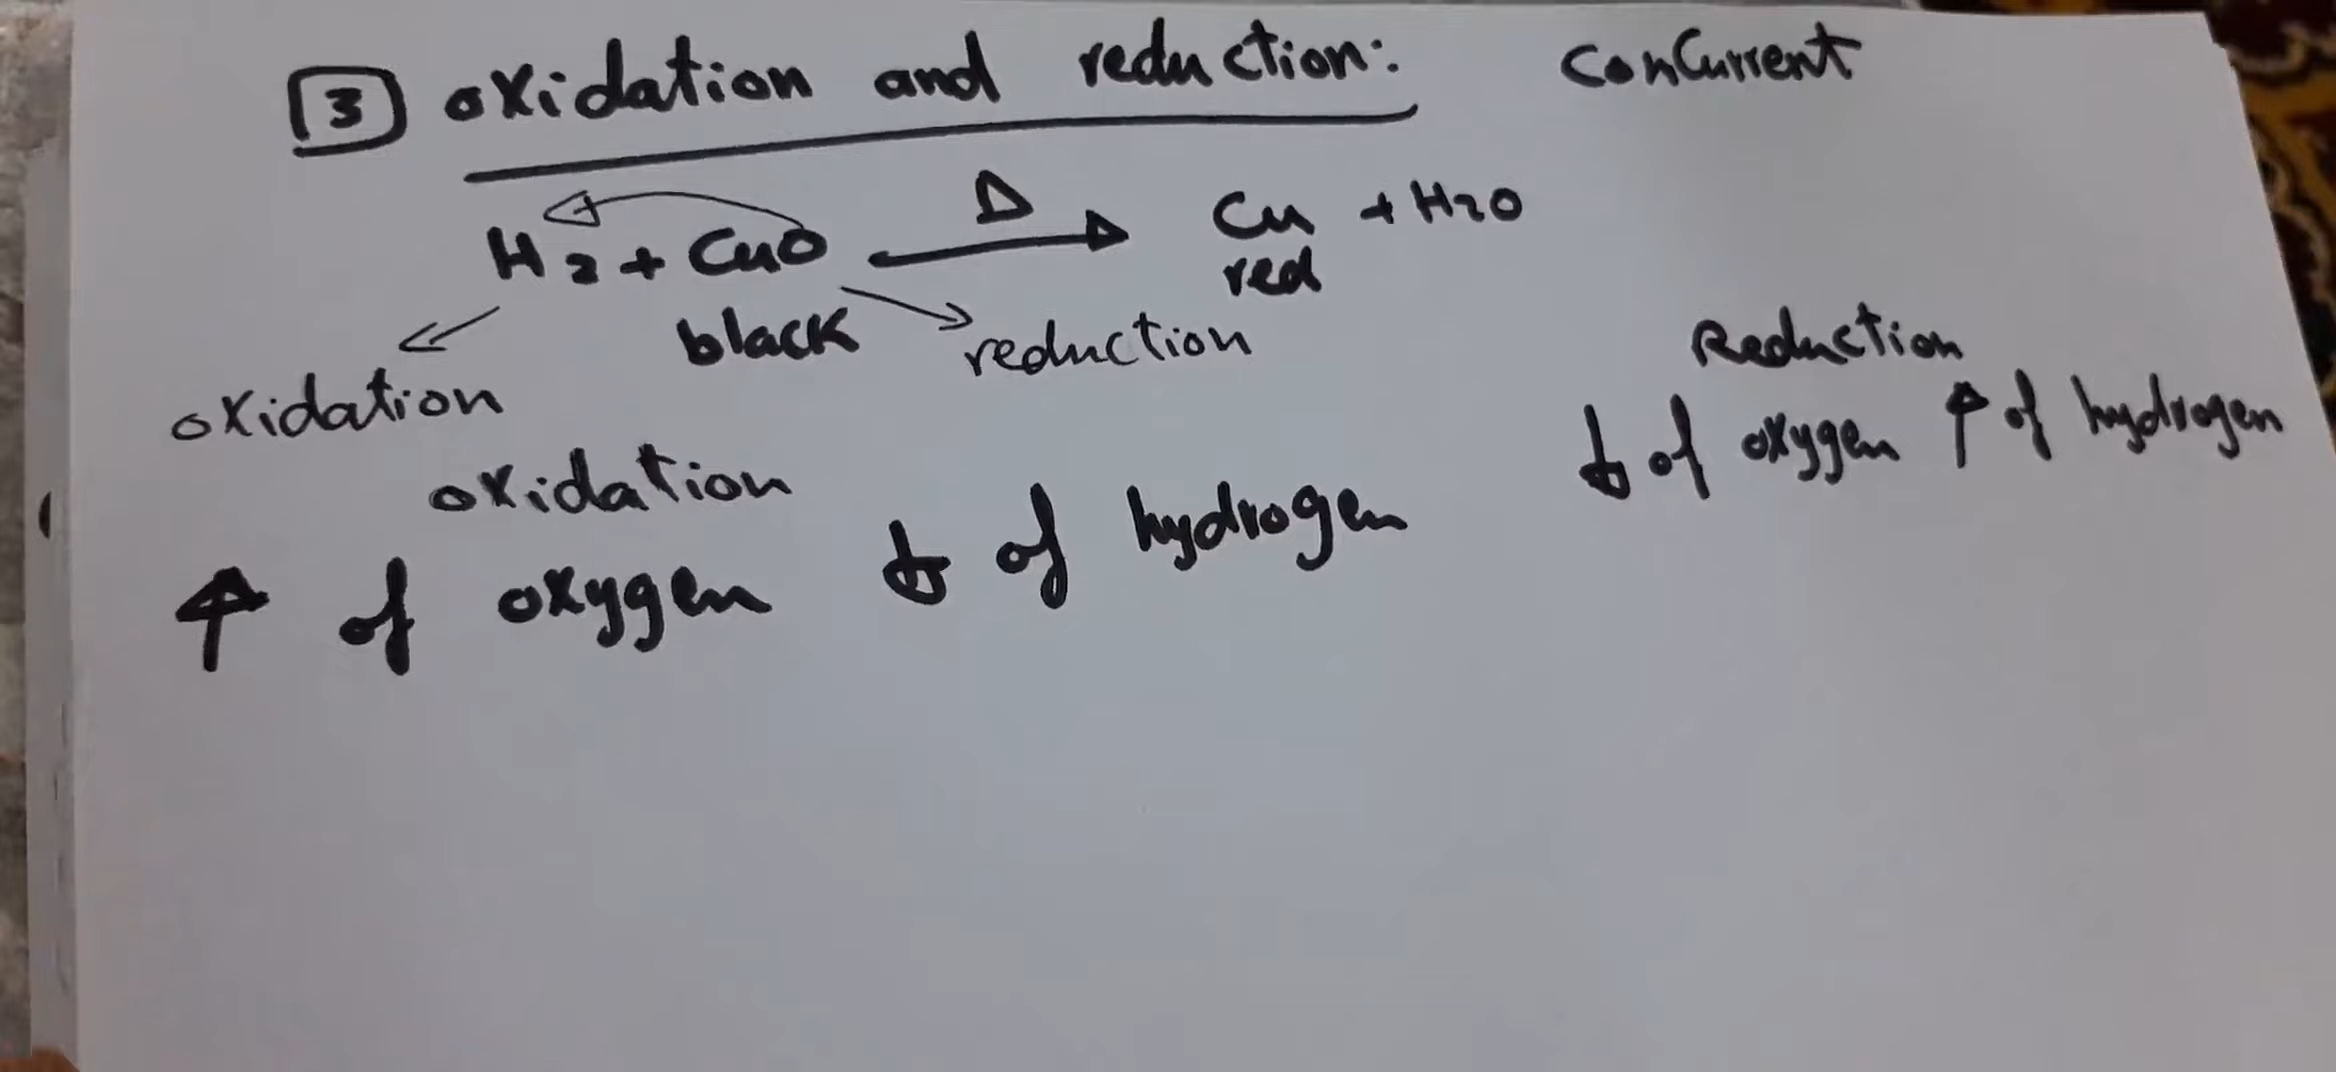 3 oxidation and reduction: Concurrent
H2 + CuO Δ → Cu + H2O
black red
oxidation reduction
oxidation
↑ of oxygen ↓ of hydrogen
Reduction
↓ of oxygen ↑ of hydrogen